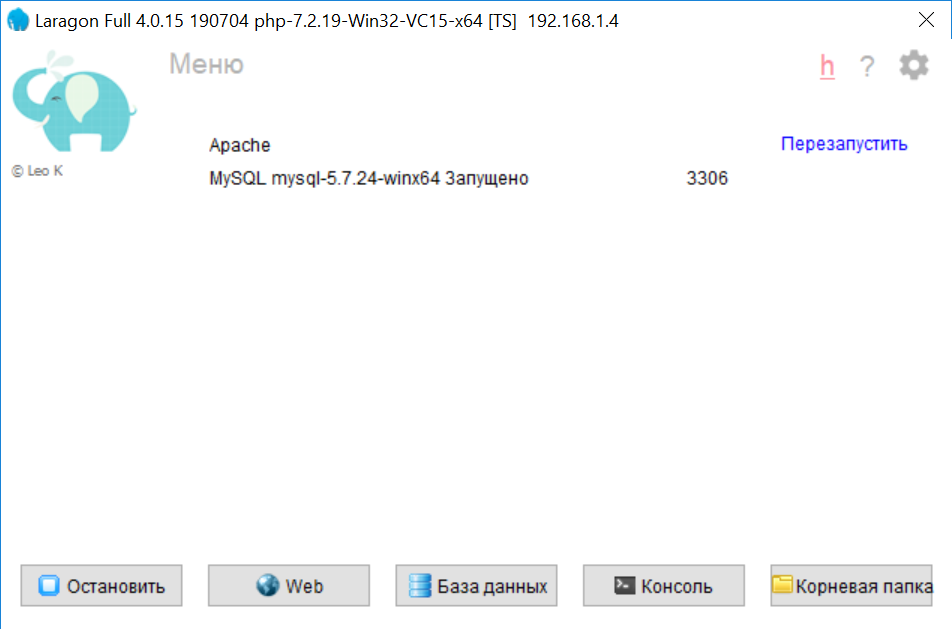 Laragon Full 4.0.15 190704 php-7.2.19-Win32-VC15-x64 [TS]  192.168.1.4
Меню
h ?
Apache Перезапустить
© Leo K
MySQL mysql-5.7.24-winx64 Запущено 3306
Остановить Web База данных Консоль Корневая папка